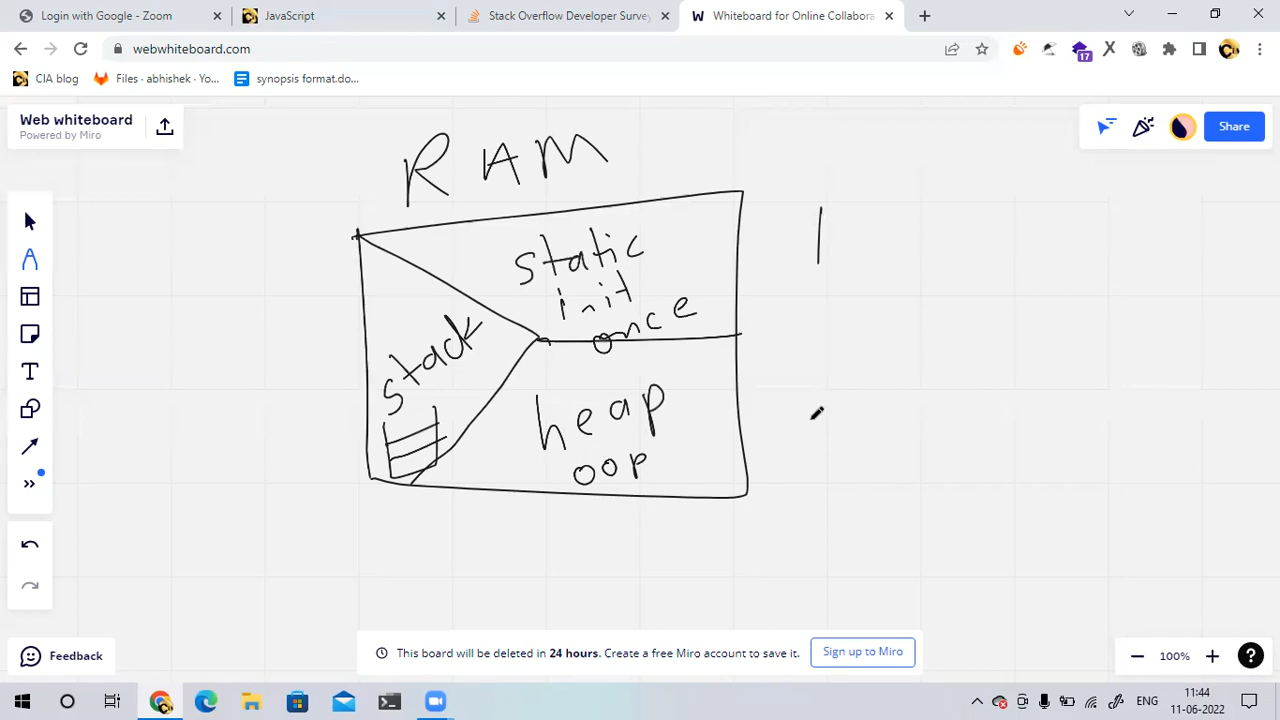 Login with Google - Zoom
JavaScript
Stack Overflow Developer Surve
Whiteboard for Online Collabora
webwhiteboard.com
17
CIA blog
Files · abhishek · Yo...
synopsis format.do...
Web whiteboard
Powered by Miro
Share
RAM
static
init
once
stack
heap
oop
Feedback
This board will be deleted in 24 hours. Create a free Miro account to save it.
Sign up to Miro
100%
?
ENG
11:44
11-06-2022